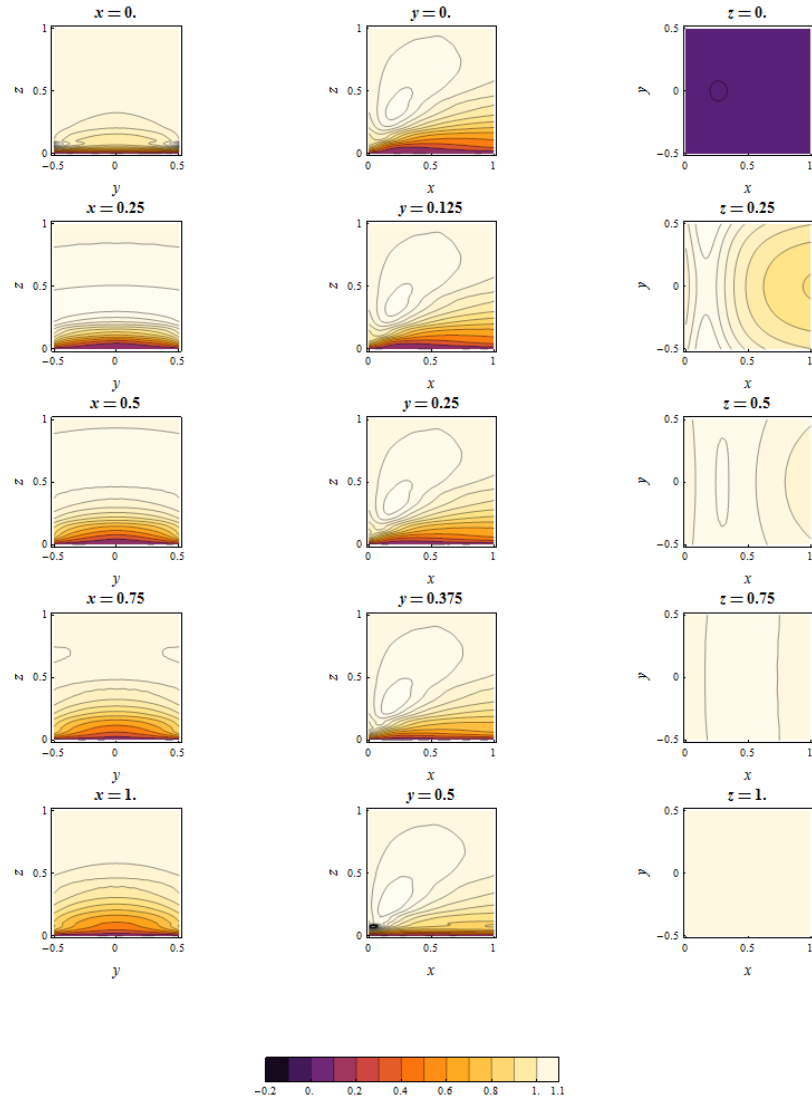 x = 0. y = 0. z = 0.
1 1 0.5
z 0.5 z 0.5 y 0
0 0 -0.5
-0.5 0 0.5 0 0.5 1 0 0.5 1
y x x
x = 0.25 y = 0.125 z = 0.25
1 1 0.5
z 0.5 z 0.5 y 0
0 0 -0.5
-0.5 0 0.5 0 0.5 1 0 0.5 1
y x x
x = 0.5 y = 0.25 z = 0.5
1 1 0.5
z 0.5 z 0.5 y 0
0 0 -0.5
-0.5 0 0.5 0 0.5 1 0 0.5 1
y x x
x = 0.75 y = 0.375 z = 0.75
1 1 0.5
z 0.5 z 0.5 y 0
0 0 -0.5
-0.5 0 0.5 0 0.5 1 0 0.5 1
y x x
x = 1. y = 0.5 z = 1.
1 1 0.5
z 0.5 z 0.5 y 0
0 0 -0.5
-0.5 0 0.5 0 0.5 1 0 0.5 1
y x x
-0.2 0. 0.2 0.4 0.6 0.8 1. 1.1